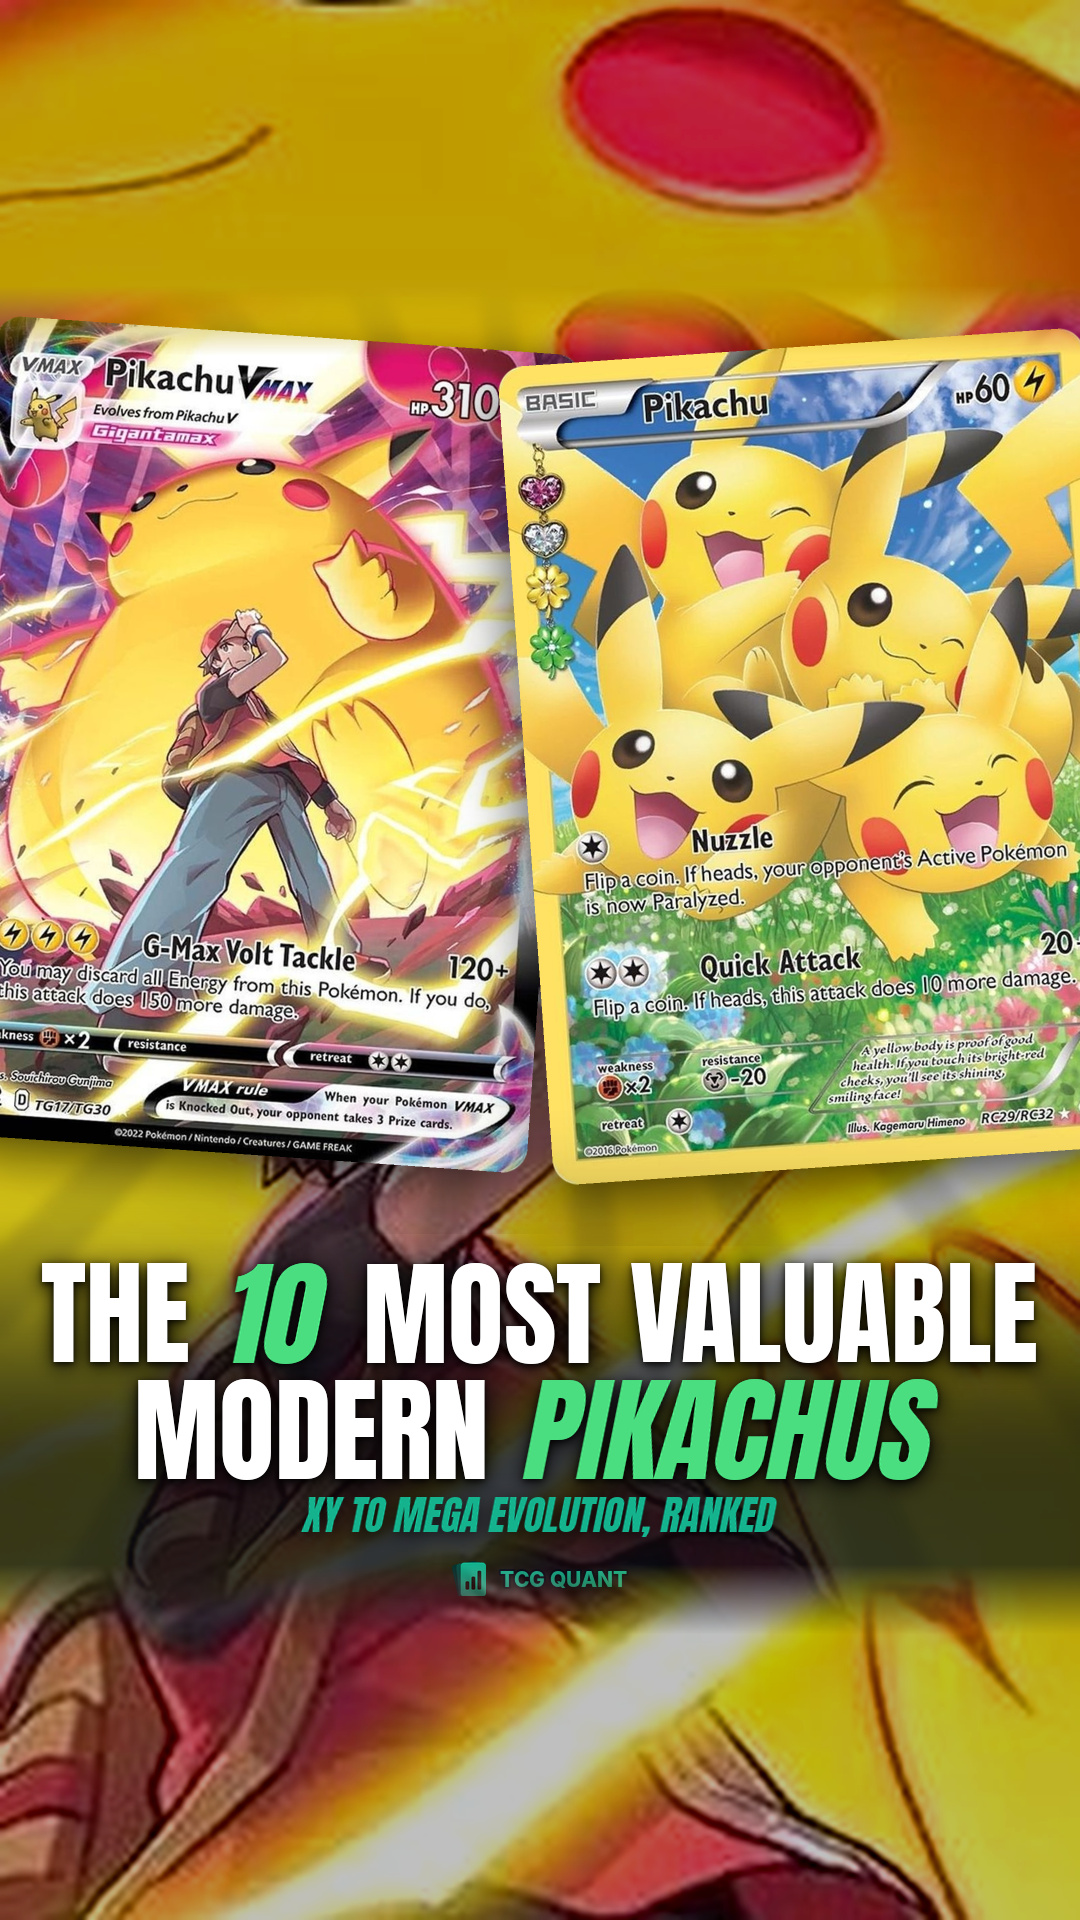 VMAX
Pikachu VMAX
HP310
Evolves from Pikachu V
Gigantamax
G-Max Volt Tackle
120+
You may discard all Energy from this Pokémon. If you do,
this attack does 150 more damage.
kness
×2
resistance
retreat
s. Souichirou Gunjima
D TG17/TG30
VMAX rule
When your Pokémon VMAX
is Knocked Out, your opponent takes 3 Prize cards.
©2022 Pokémon / Nintendo / Creatures / GAME FREAK
BASIC
Pikachu
HP60
Nuzzle
Flip a coin. If heads, your opponent's Active Pokémon
is now Paralyzed.
Quick Attack
20
Flip a coin. If heads, this attack does 10 more damage.
weakness
×2
resistance
-20
retreat
A yellow body is proof of good
health. If you touch its bright-red
cheeks, you'll see its shining,
smiling face!
Illus. Kagemaru Himeno
RC29/RC32
©2016 Pokémon
THE 10 MOST VALUABLE
MODERN PIKACHUS
XY TO MEGA EVOLUTION, RANKED
TCG QUANT